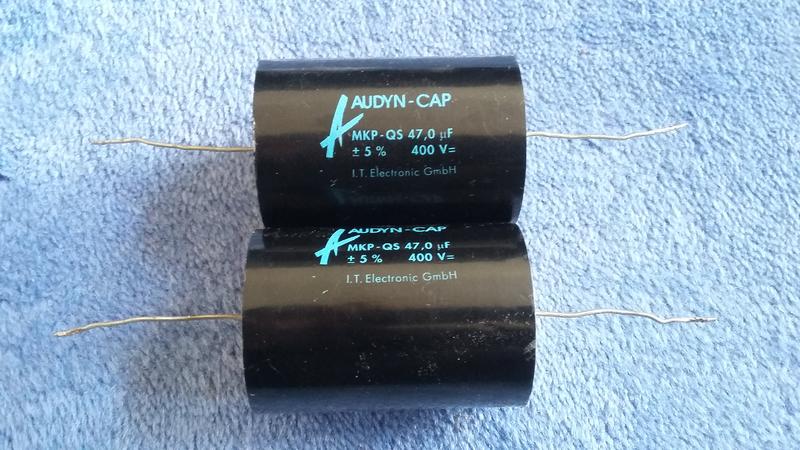 AUDYN-CAP
MKP-QS 47,0 µF
± 5 % 400 V=
I.T. Electronic GmbH
AUDYN-CAP
MKP-QS 47,0 µF
± 5 % 400 V=
I.T. Electronic GmbH